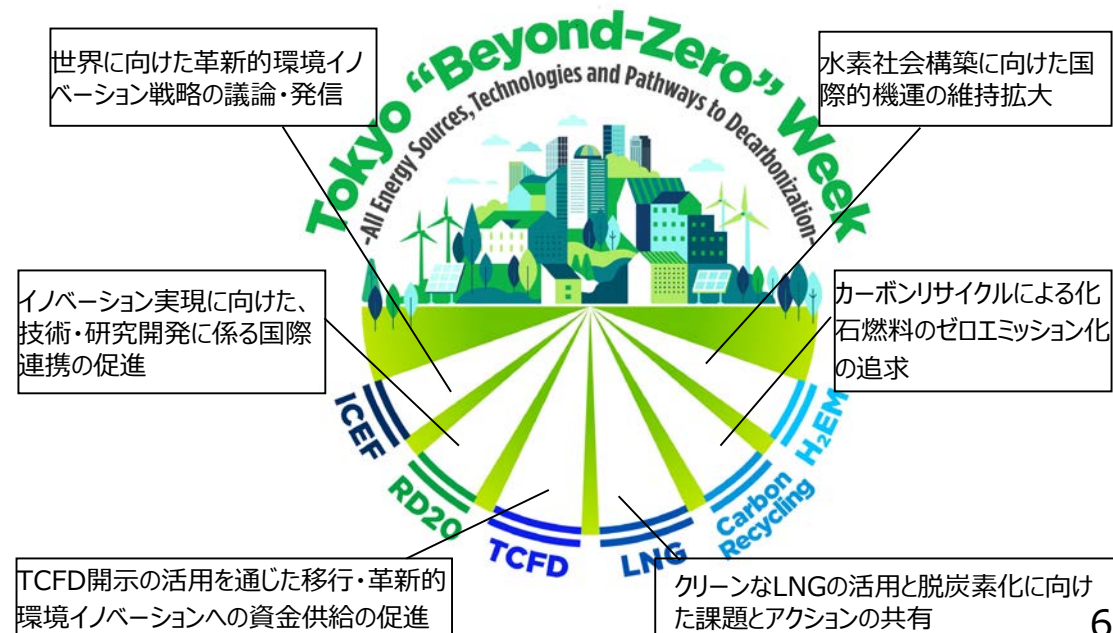 Tokyo “Beyond-Zero” Week
-All Energy Sources, Technologies and Pathways to Decarbonization-
世界に向けた革新的環境イノ
ベーション戦略の議論・発信
水素社会構築に向けた国
際的機運の維持拡大
イノベーション実現に向けた、
技術・研究開発に係る国際
連携の促進
カーボンリサイクルによる化
石燃料のゼロエミッション化
の追求
ICEF
RD20
TCFD
LNG
Carbon
Recycling
H₂EM
TCFD開示の活用を通じた移行・革新的
環境イノベーションへの資金供給の促進
クリーンなLNGの活用と脱炭素化に向け
た課題とアクションの共有
6